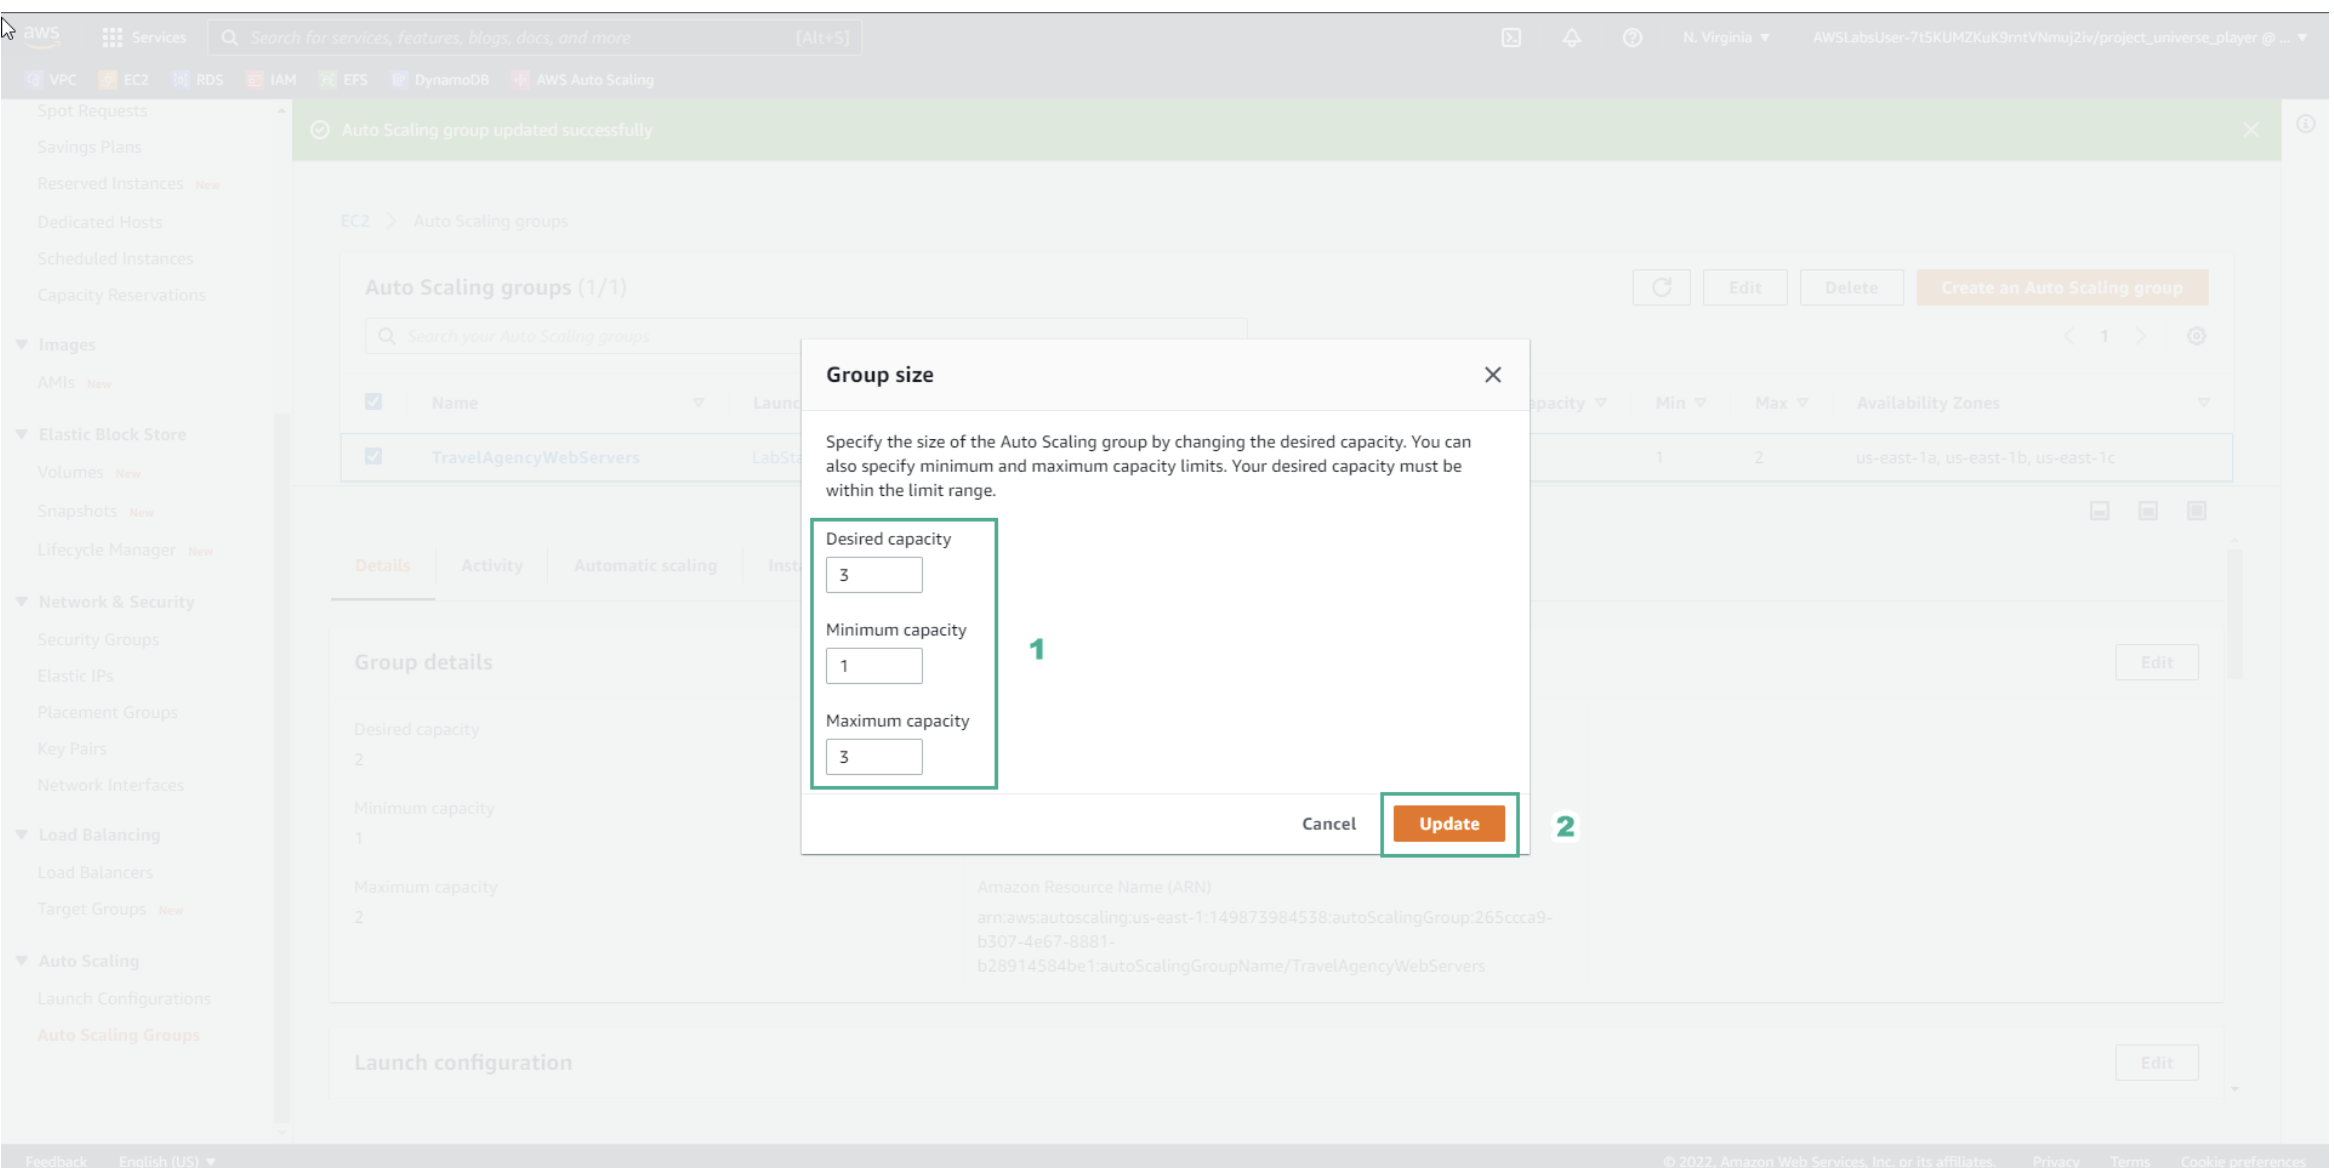 aws
Services
Search for services, features, blogs, docs, and more
[Alt+S]
N. Virginia
AWSLabsUser-7t5KUMZKuK9mtVNmuj2iv/project_universe_player @ ...
VPC EC2 RDS IAM EFS DynamoDB AWS Auto Scaling
Spot Requests
Savings Plans
Reserved Instances New
Dedicated Hosts
Scheduled Instances
Capacity Reservations
Images
AMIs New
Elastic Block Store
Volumes New
Snapshots New
Lifecycle Manager New
Network & Security
Security Groups
Elastic IPs
Placement Groups
Key Pairs
Network Interfaces
Load Balancing
Load Balancers
Target Groups New
Auto Scaling
Launch Configurations
Auto Scaling Groups
Auto Scaling group updated successfully
EC2 > Auto Scaling groups
Auto Scaling groups (1/1)
Edit
Delete
Create an Auto Scaling group
Search your Auto Scaling groups
1
Name Launc pacity Min Max Availability Zones
TravelAgencyWebServers LabSta 1 2 us-east-1a, us-east-1b, us-east-1c
Group size
Specify the size of the Auto Scaling group by changing the desired capacity. You can
also specify minimum and maximum capacity limits. Your desired capacity must be
within the limit range.
Desired capacity
3
Minimum capacity
1
Maximum capacity
3
1
Cancel
Update
2
Details Activity Automatic scaling Insta
Group details
Edit
Desired capacity
2
Minimum capacity
1
Maximum capacity
2
Amazon Resource Name (ARN)
arn:aws:autoscaling:us-east-1:149873984538:autoScalingGroup:265ccca9-
b307-4e67-8881-
b28914584be1:autoScalingGroupName/TravelAgencyWebServers
Launch configuration
Edit
Feedback English (US)
© 2022, Amazon Web Services, Inc. or its affiliates. Privacy Terms Cookie preferences